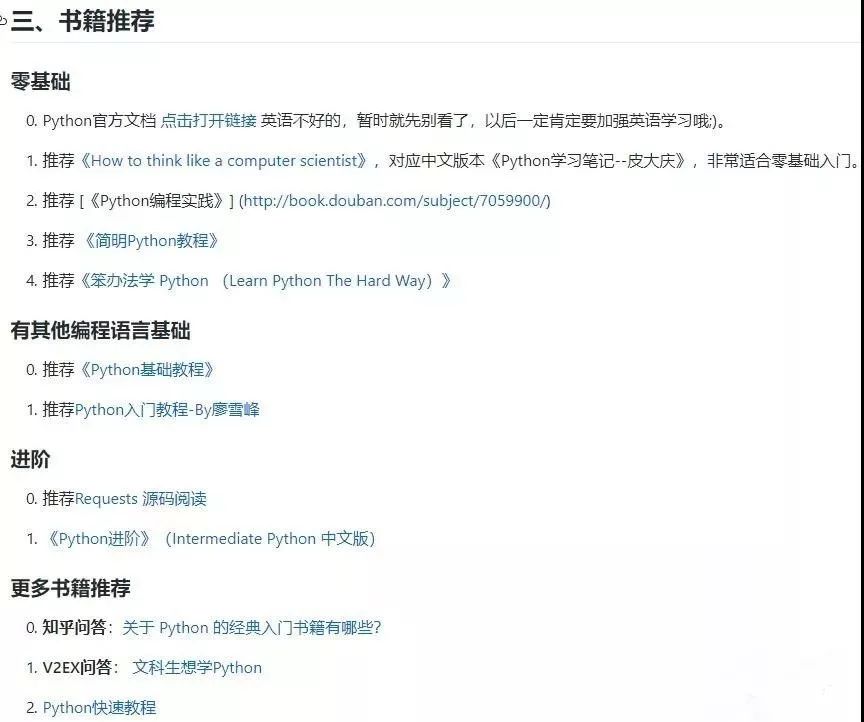 三、书籍推荐
零基础
0. Python官方文档 点击打开链接 英语不好的，暂时就先别看了，以后一定肯定要加强英语学习哦;)。
1. 推荐《How to think like a computer scientist》，对应中文版本《Python学习笔记--皮大庆》，非常适合零基础入门。
2. 推荐 [《Python编程实践》] (http://book.douban.com/subject/7059900/)
3. 推荐 《简明Python教程》
4. 推荐《笨办法学 Python （Learn Python The Hard Way）》
有其他编程语言基础
0. 推荐《Python基础教程》
1. 推荐Python入门教程-By廖雪峰
进阶
0. 推荐Requests 源码阅读
1. 《Python进阶》（Intermediate Python 中文版）
更多书籍推荐
0. 知乎问答：关于 Python 的经典入门书籍有哪些？
1. V2EX问答： 文科生想学Python
2. Python快速教程